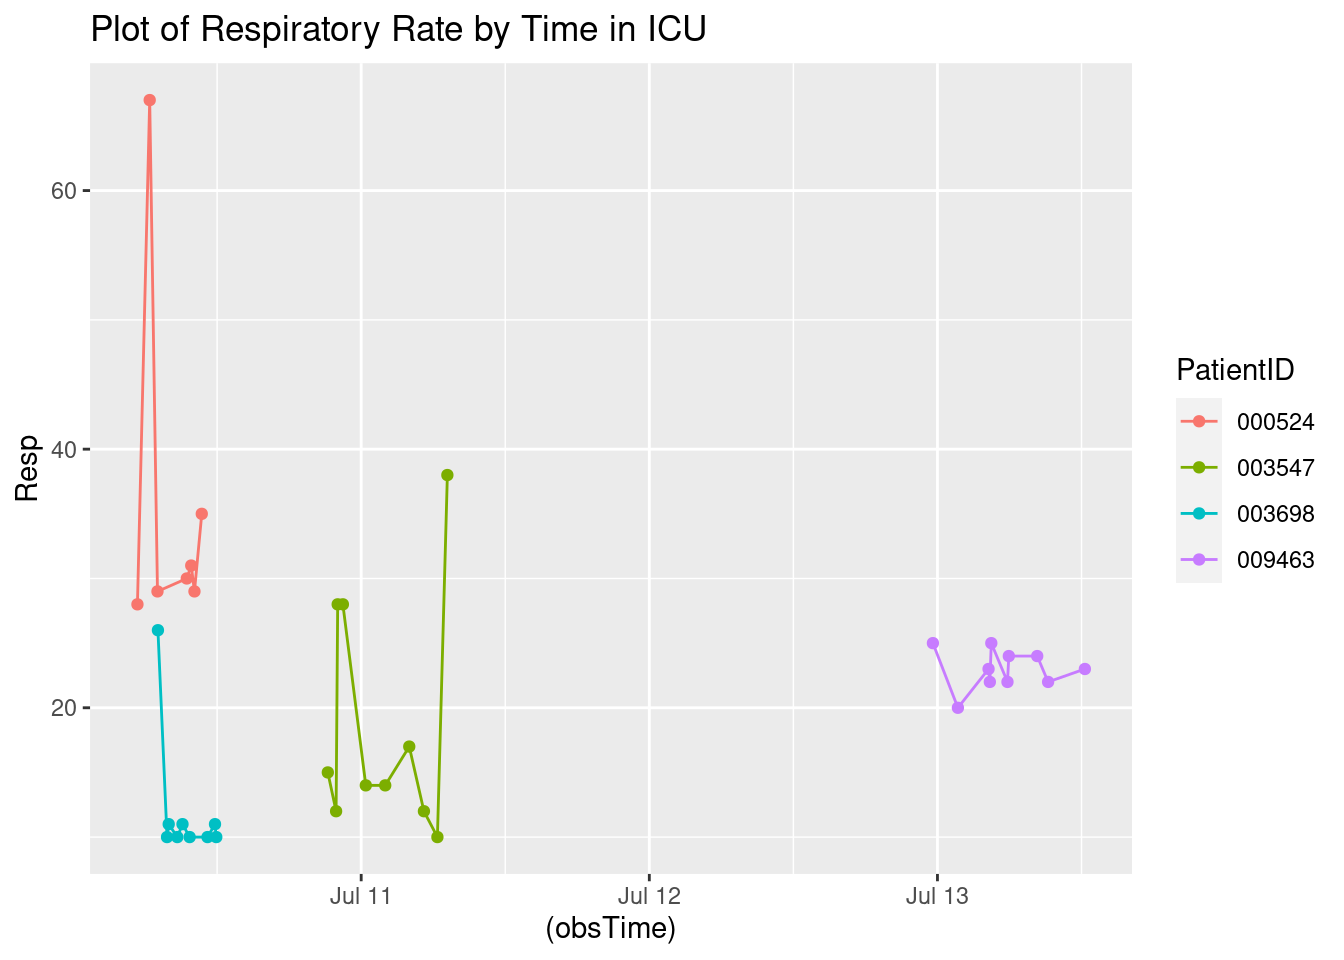 Plot of Respiratory Rate by Time in ICU
60
40
20
Resp
Jul 11
Jul 12
Jul 13
(obsTime)
PatientID
000524
003547
003698
009463